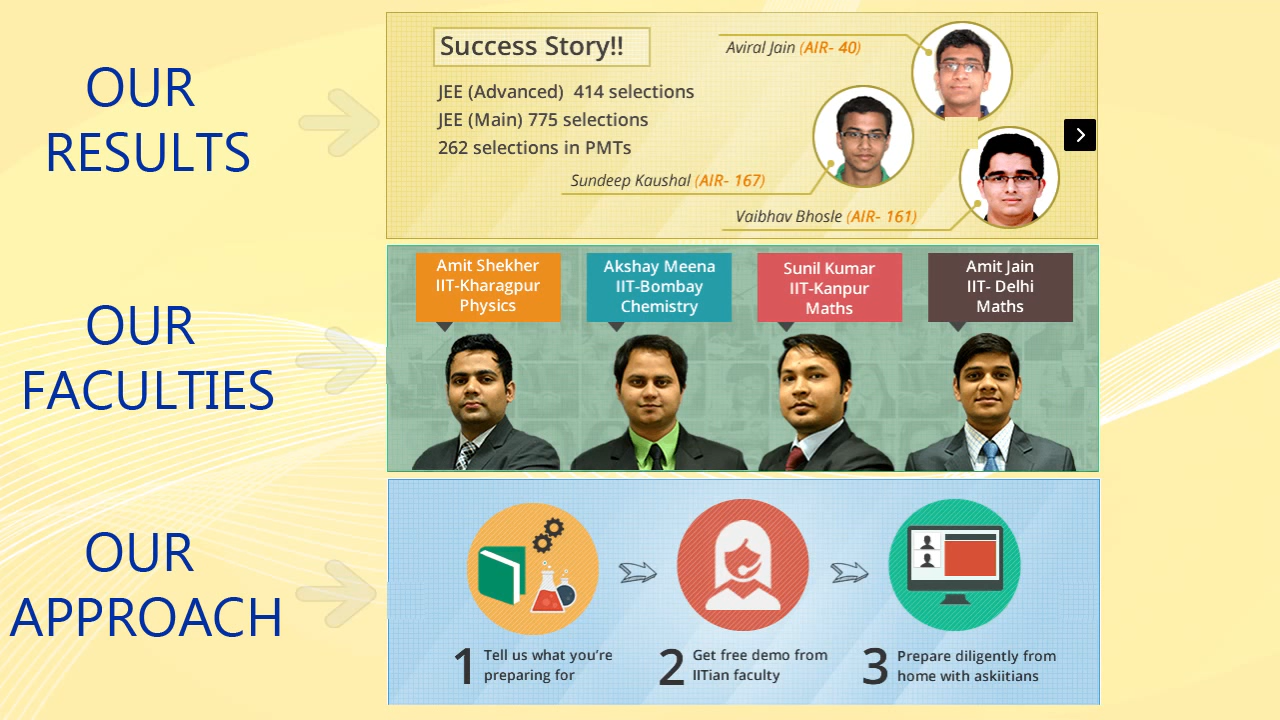 OUR
RESULTS
Success Story!!
JEE (Advanced)  414 selections
JEE (Main) 775 selections
262 selections in PMTs
Aviral Jain (AIR- 40)
Sundeep Kaushal (AIR- 167)
Vaibhav Bhosle (AIR- 161)
OUR
FACULTIES
Amit Shekher
IIT-Kharagpur
Physics
Akshay Meena
IIT-Bombay
Chemistry
Sunil Kumar
IIT-Kanpur
Maths
Amit Jain
IIT- Delhi
Maths
OUR
APPROACH
1 Tell us what you're
preparing for
2 Get free demo from
IITian faculty
3 Prepare diligently from
home with askiitians